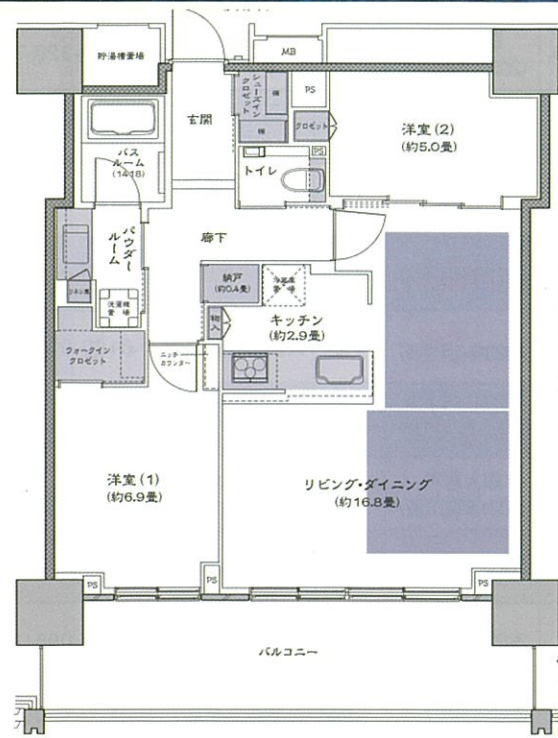 貯湯槽置場
MB
玄関
シューズイン
クロゼット
棚
棚
PS
クロゼット
洋室(2)
(約5.0畳)
バス
ルーム
(1418)
トイレ
PS
パウダー
ルーム
廊下
リネン庫
洗濯機
置場
納戸
(約0.4畳)
冷蔵庫
置場
物入
キッチン
(約2.9畳)
ウォークイン
クロゼット
ニッチ
カウンター
洋室(1)
(約6.9畳)
リビング・ダイニング
(約16.8畳)
PS
PS
PS
バルコニー